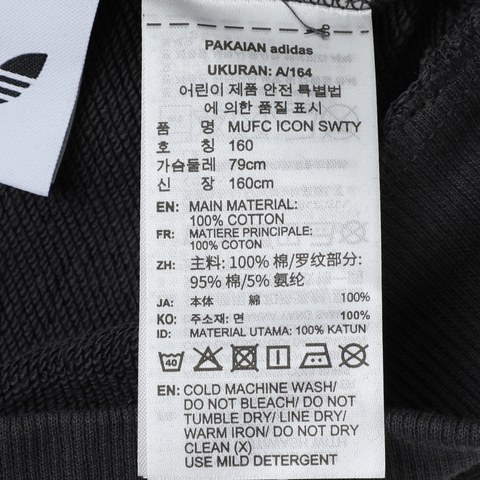 PAKAIAN adidas
UKURAN: A/164
어린이 제품 안전 특별법
에 의한 품질 표시
품 명 MUFC ICON SWTY
호 칭 160
가슴둘레 79cm
신 장 160cm
EN: MAIN MATERIAL:
100% COTTON
FR: MATIERE PRINCIPALE:
100% COTON
ZH: 主料: 100% 棉/罗纹部分:
95% 棉/5% 氨纶
JA: 本体 綿 100%
KO: 주소재: 면 100%
ID: MATERIAL UTAMA: 100% KATUN
40
EN: COLD MACHINE WASH/
DO NOT BLEACH/ DO NOT
TUMBLE DRY/ LINE DRY/
WARM IRON/ DO NOT DRY
CLEAN (X)
USE MILD DETERGENT